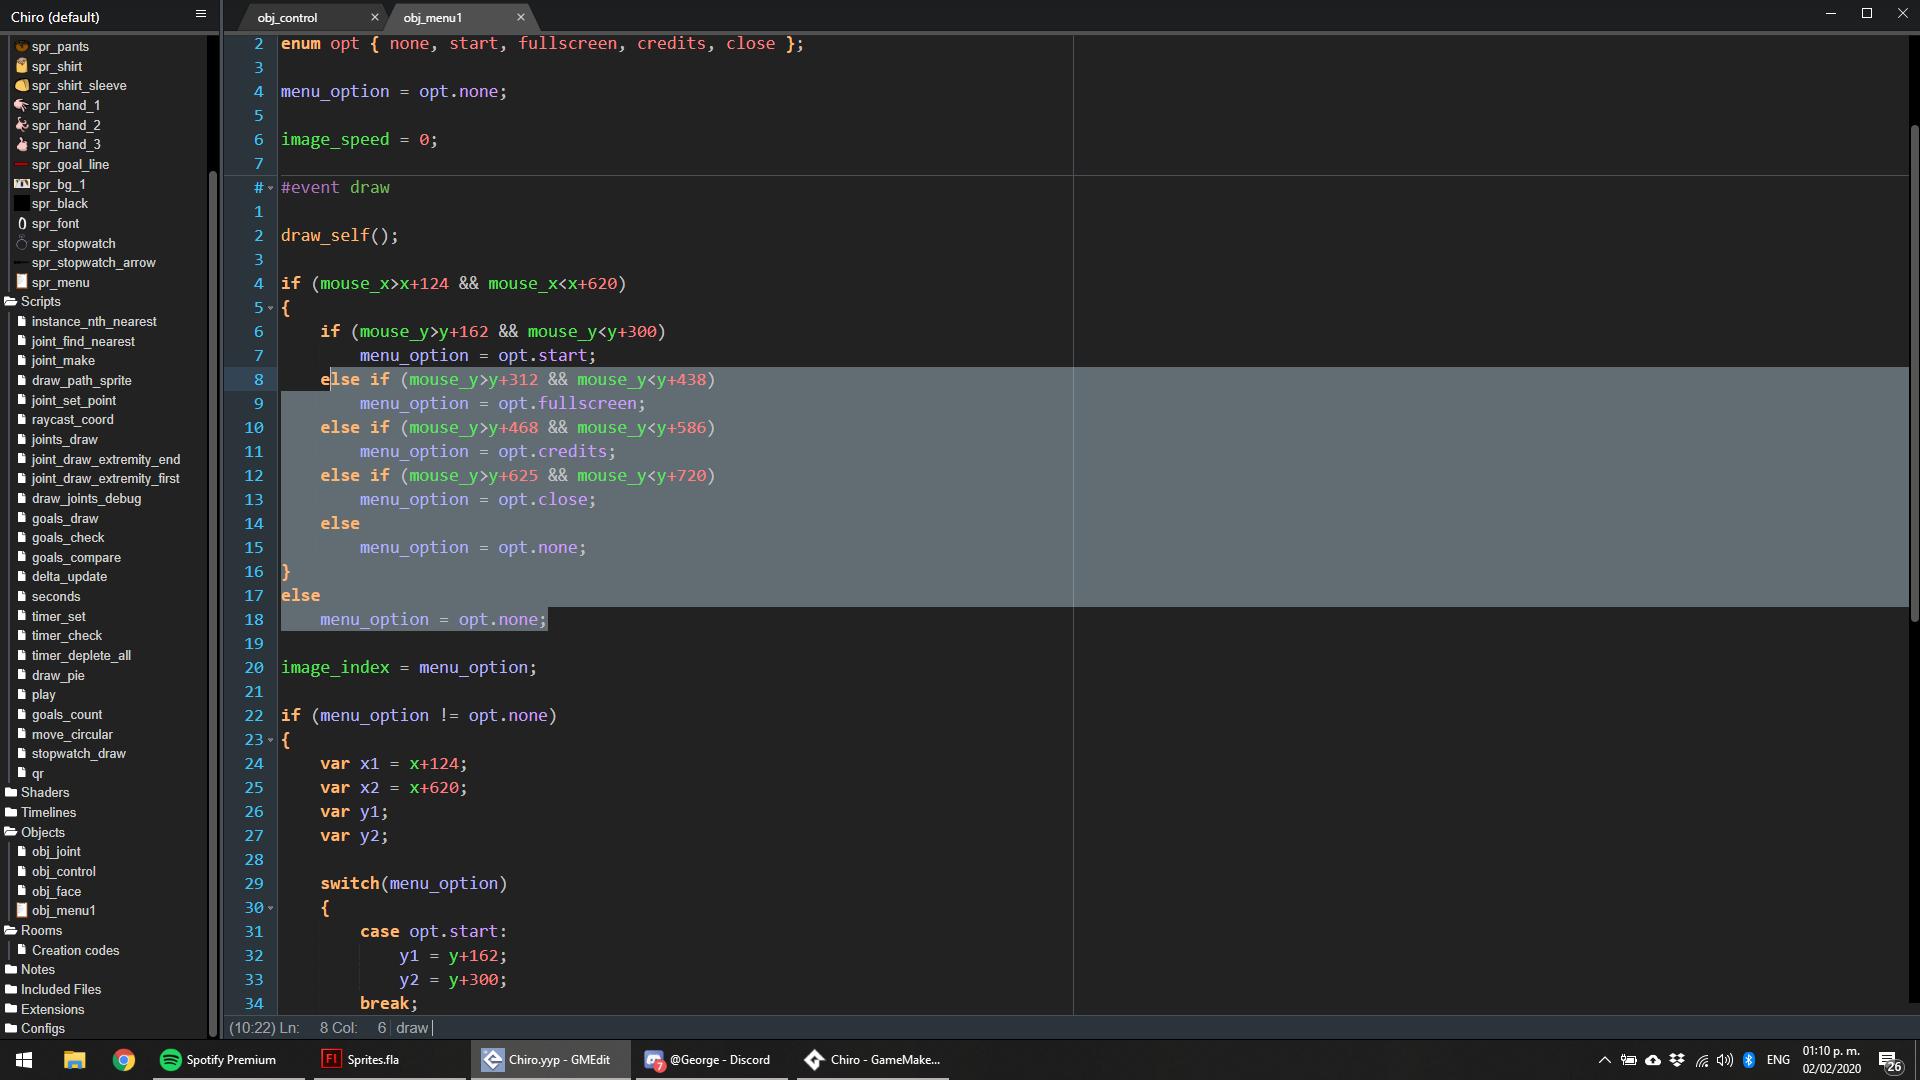 Chiro (default)
spr_pants
spr_shirt
spr_shirt_sleeve
spr_hand_1
spr_hand_2
spr_hand_3
spr_goal_line
spr_bg_1
spr_black
spr_font
spr_stopwatch
spr_stopwatch_arrow
spr_menu
Scripts
instance_nth_nearest
joint_find_nearest
joint_make
draw_path_sprite
joint_set_point
raycast_coord
joints_draw
joint_draw_extremity_end
joint_draw_extremity_first
draw_joints_debug
goals_draw
goals_check
goals_compare
delta_update
seconds
timer_set
timer_check
timer_deplete_all
draw_pie
play
goals_count
move_circular
stopwatch_draw
qr
Shaders
Timelines
Objects
obj_joint
obj_control
obj_face
obj_menu1
Rooms
Creation codes
Notes
Included Files
Extensions
Configs
obj_control
obj_menu1
2 enum opt { none, start, fullscreen, credits, close };
3
4 menu_option = opt.none;
5
6 image_speed = 0;
7
# #event draw
1
2 draw_self();
3
4 if (mouse_x>x+124 && mouse_x<x+620)
5 {
6 if (mouse_y>y+162 && mouse_y<y+300)
7 menu_option = opt.start;
8 else if (mouse_y>y+312 && mouse_y<y+438)
9 menu_option = opt.fullscreen;
10 else if (mouse_y>y+468 && mouse_y<y+586)
11 menu_option = opt.credits;
12 else if (mouse_y>y+625 && mouse_y<y+720)
13 menu_option = opt.close;
14 else
15 menu_option = opt.none;
16 }
17 else
18 menu_option = opt.none;
19
20 image_index = menu_option;
21
22 if (menu_option != opt.none)
23 {
24 var x1 = x+124;
25 var x2 = x+620;
26 var y1;
27 var y2;
28
29 switch(menu_option)
30 {
31 case opt.start:
32 y1 = y+162;
33 y2 = y+300;
34 break;
(10:22) Ln: 8 Col: 6 draw
Spotify Premium
Sprites.fla
Chiro.yyp - GMEdit
7
@George - Discord
Chiro - GameMake...
ENG
01:10 p. m.
02/02/2020
26